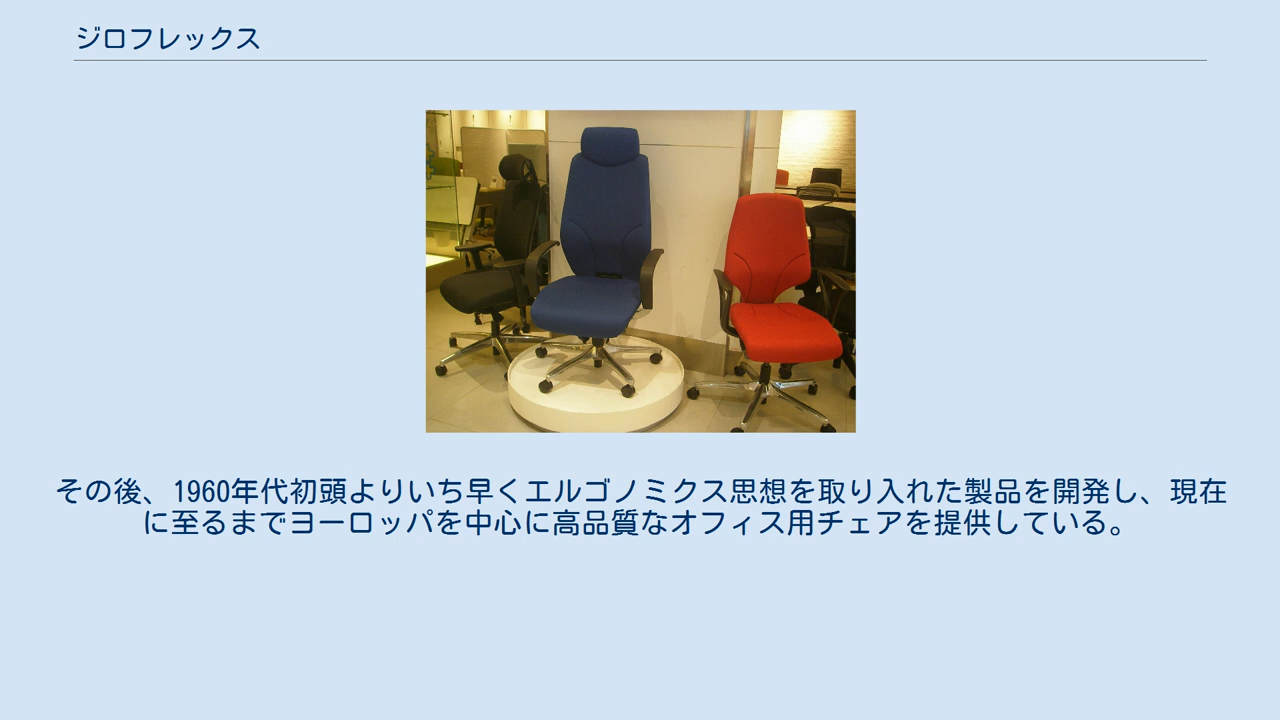 ジロフレックス
その後、1960年代初頭よりいち早くエルゴノミクス思想を取り入れた製品を開発し、現在
に至るまでヨーロッパを中心に高品質なオフィス用チェアを提供している。